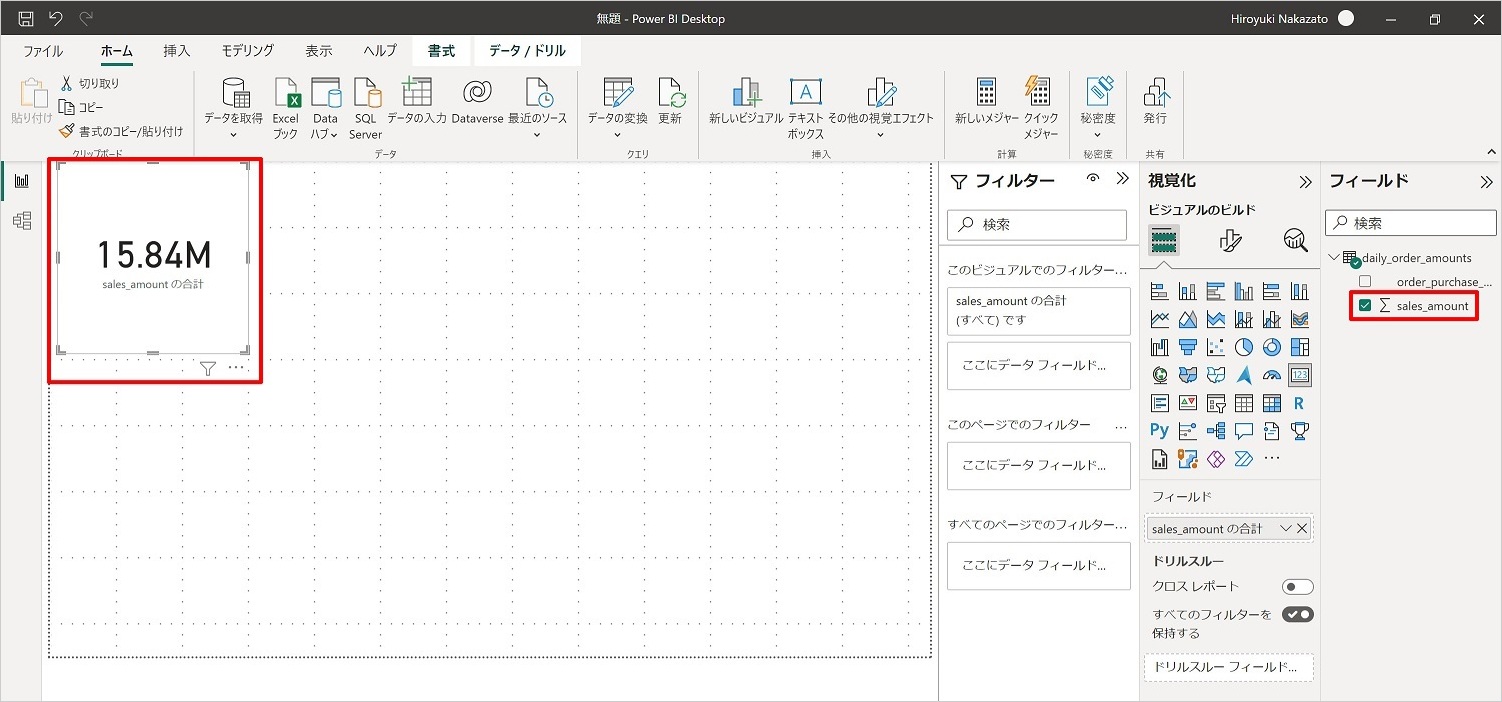 無題 - Power BI Desktop
Hiroyuki Nakazato
ファイル ホーム 挿入 モデリング 表示 ヘルプ 書式 データ / ドリル
貼り付け
切り取り
コピー
書式のコピー/貼り付け
クリップボード
データを取得
Excel
ブック
Data
ハブ
SQL
Server
データの入力
Dataverse
最近のソース
データ
データの変換
更新
クエリ
新しいビジュアル
テキスト
ボックス
その他の視覚エフェクト
挿入
新しいメジャー
クイック
メジャー
計算
秘密度
秘密度
発行
共有
15.84M
sales_amount の合計
フィルター
検索
このビジュアルでのフィルター...
sales_amount の合計
(すべて) です
ここにデータ フィールド...
このページでのフィルター ...
ここにデータ フィールド...
すべてのページでのフィルター...
ここにデータ フィールド...
視覚化
ビジュアルのビルド
123
R
Py
...
フィールド
sales_amount の合計
ドリルスルー
クロス レポート
すべてのフィルターを
保持する
ドリルスルー フィールド...
フィールド
検索
daily_order_amounts
order_purchase_...
∑ sales_amount